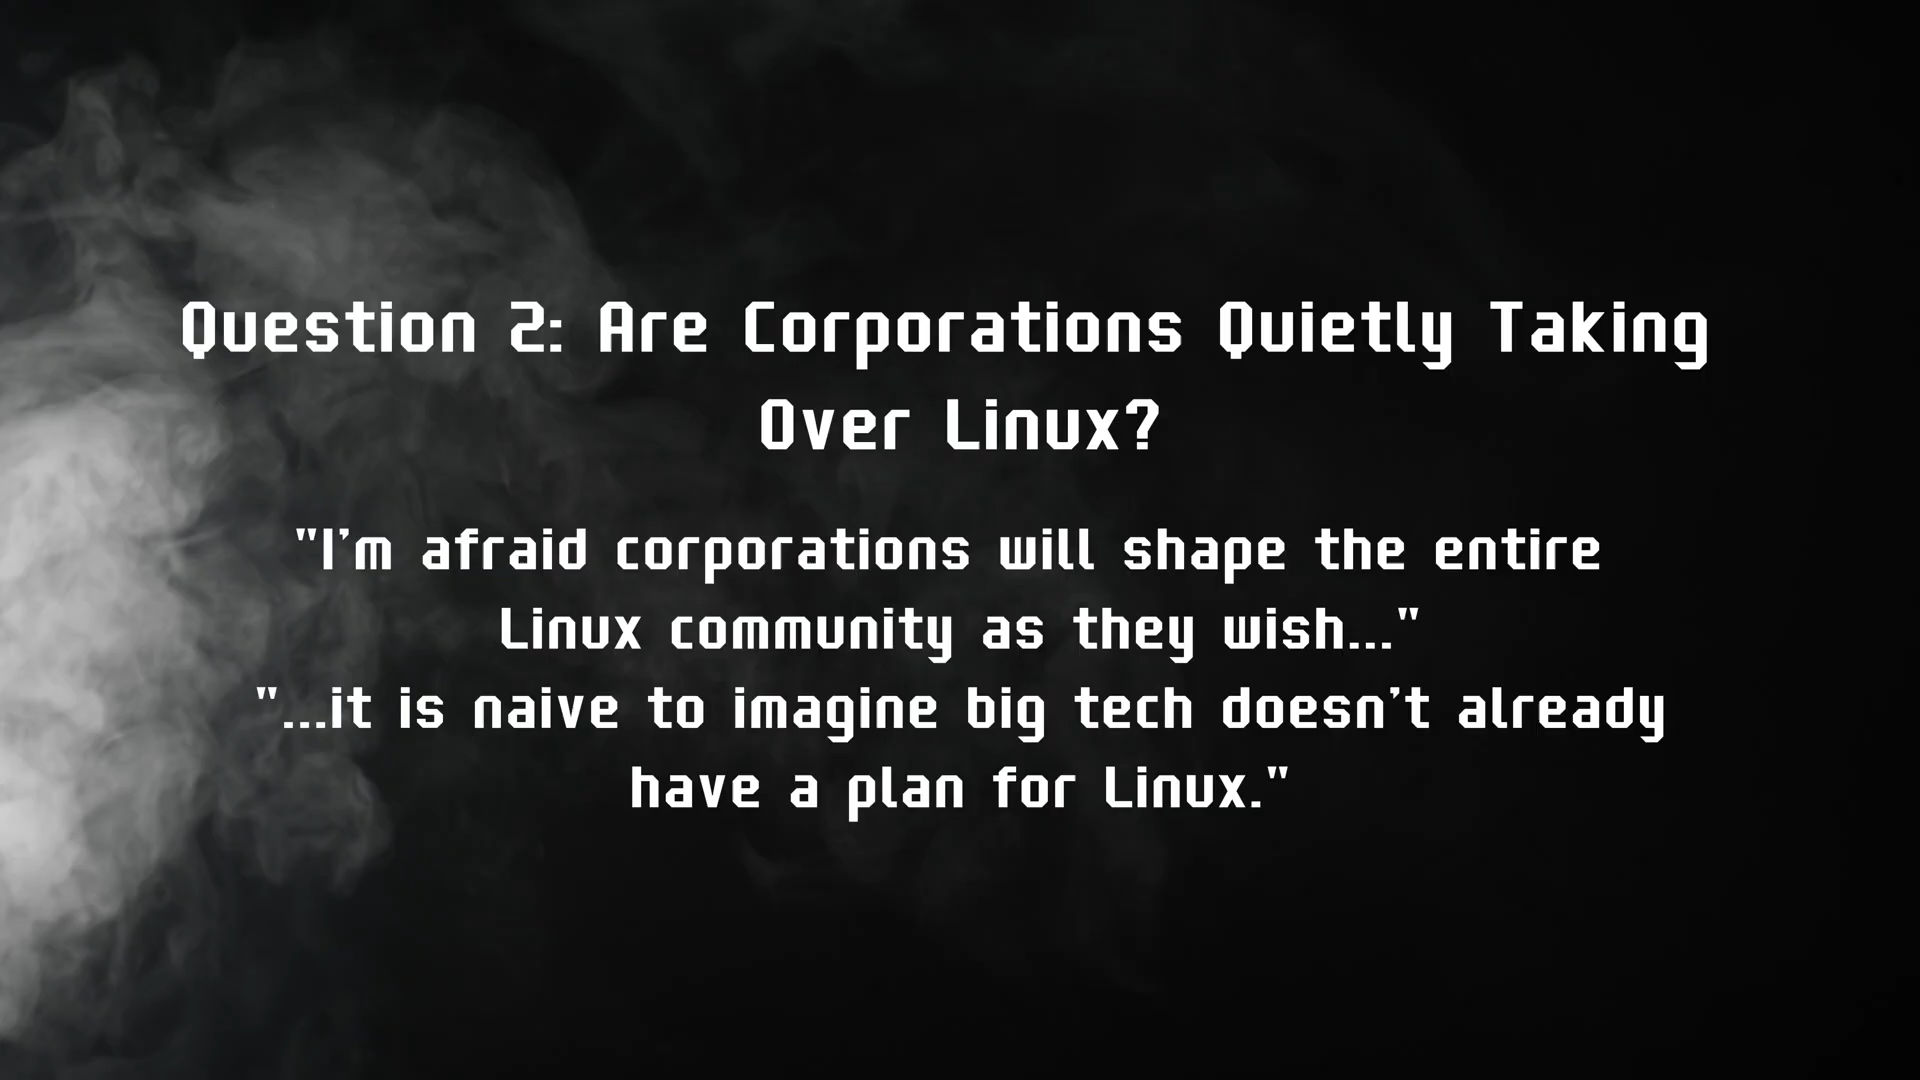 Question 2: Are Corporations Quietly Taking
Over Linux?
"I'm afraid corporations will shape the entire
Linux community as they wish..."
"...it is naive to imagine big tech doesn't already
have a plan for Linux."